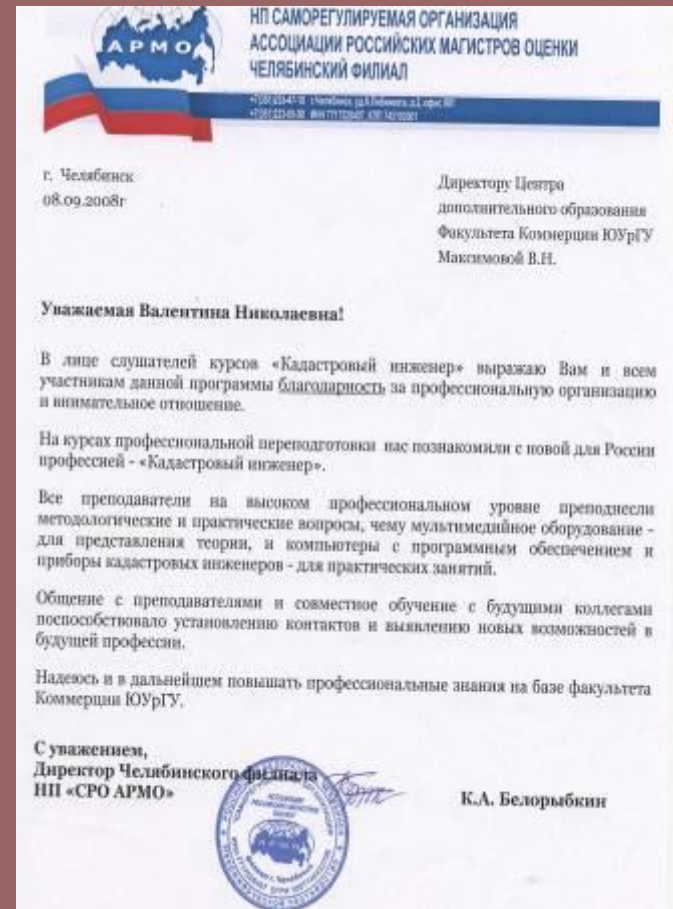 АРМО
НП САМОРЕГУЛИРУЕМАЯ ОРГАНИЗАЦИЯ
АССОЦИАЦИИ РОССИЙСКИХ МАГИСТРОВ ОЦЕНКИ
ЧЕЛЯБИНСКИЙ ФИЛИАЛ
г. Челябинск
08.09.2008г
Директору Центра
дополнительного образования
Факультета Коммерции ЮУрГУ
Максимовой В.Н.
Уважаемая Валентина Николаевна!
В лице слушателей курсов «Кадастровый инженер» выражаю Вам и всем
участникам данной программы благодарность за профессиональную организацию
и внимательное отношение.
На курсах профессиональной переподготовки нас познакомили с новой для России
профессией - «Кадастровый инженер».
Все преподаватели на высоком профессиональном уровне преподнесли
методологические и практические вопросы, чему мультимедийное оборудование -
для представления теории, и компьютеры с программным обеспечением и
приборы кадастровых инженеров - для практических занятий.
Общение с преподавателями и совместное обучение с будущими коллегами
поспособствовало установлению контактов и выявлению новых возможностей в
будущей профессии.
Надеюсь и в дальнейшем повышать профессиональные знания на базе факультета
Коммерции ЮУрГУ.
С уважением,
Директор Челябинского филиала
НП «СРО АРМО»
К.А. Белорыбкин
АРМО